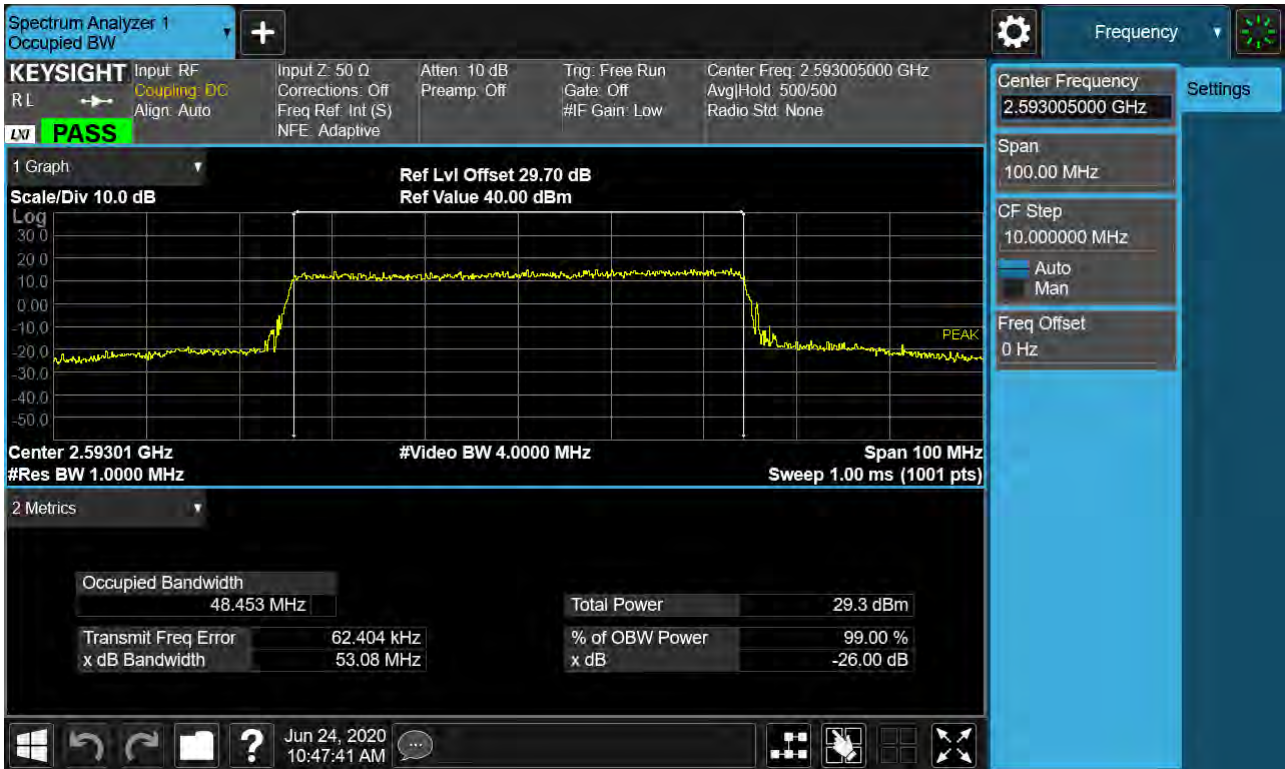 Spectrum Analyzer 1
Occupied BW
+
Frequency
KEYSIGHT
Input: RF
Input Z: 50 Ω
Atten: 10 dB
Trig: Free Run
Center Freq: 2.593005000 GHz
R L
Coupling: DC
Corrections: Off
Preamp: Off
Gate: Off
Avg|Hold: 500/500
Align: Auto
Freq Ref: Int (S)
#IF Gain: Low
Radio Std: None
LXI
PASS
NFE: Adaptive
Center Frequency
2.593005000 GHz
Settings
Span
100.00 MHz
CF Step
10.000000 MHz
Auto
Man
Freq Offset
0 Hz
1 Graph
Ref Lvl Offset 29.70 dB
Scale/Div 10.0 dB
Ref Value 40.00 dBm
Log
30.0
20.0
10.0
0.00
-10.0
PEAK
-20.0
-30.0
-40.0
-50.0
Center 2.59301 GHz
#Video BW 4.0000 MHz
Span 100 MHz
#Res BW 1.0000 MHz
Sweep 1.00 ms (1001 pts)
2 Metrics
Occupied Bandwidth
48.453 MHz
Total Power
29.3 dBm
Transmit Freq Error
62.404 kHz
% of OBW Power
99.00 %
x dB Bandwidth
53.08 MHz
x dB
-26.00 dB
?
Jun 24, 2020
10:47:41 AM